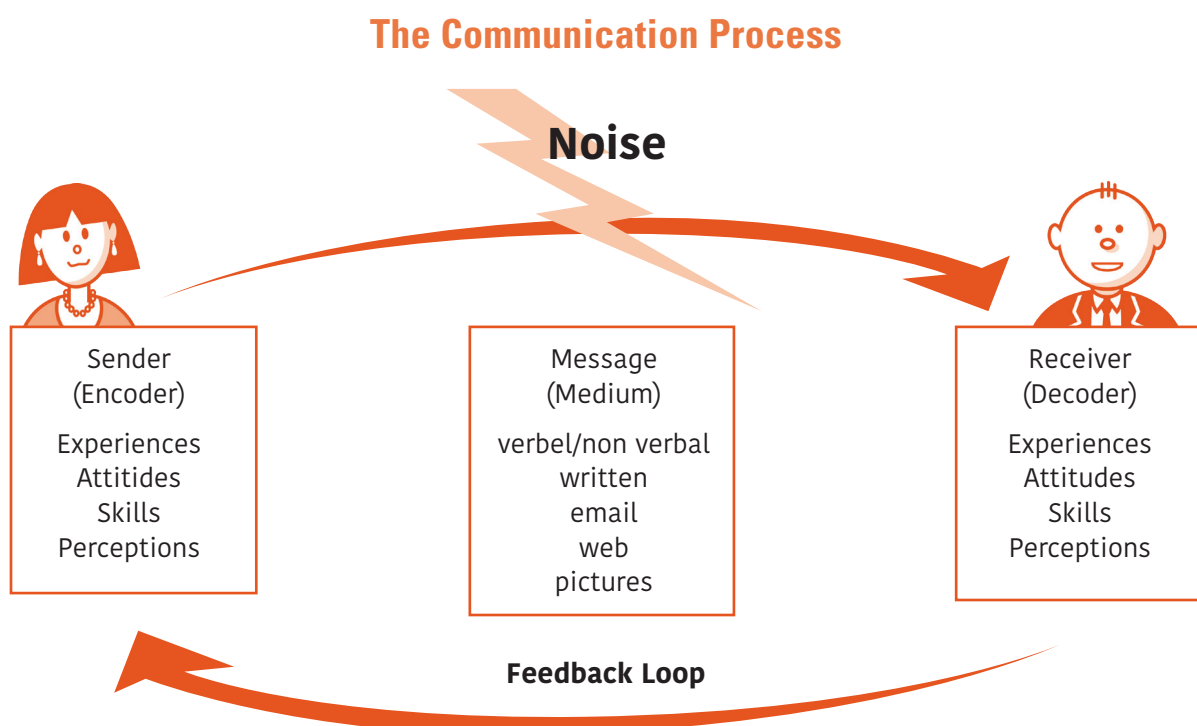 The Communication Process
Noise
Sender
(Encoder)
Experiences
Attitides
Skills
Perceptions
Message
(Medium)
verbel/non verbal
written
email
web
pictures
Receiver
(Decoder)
Experiences
Attitudes
Skills
Perceptions
Feedback Loop